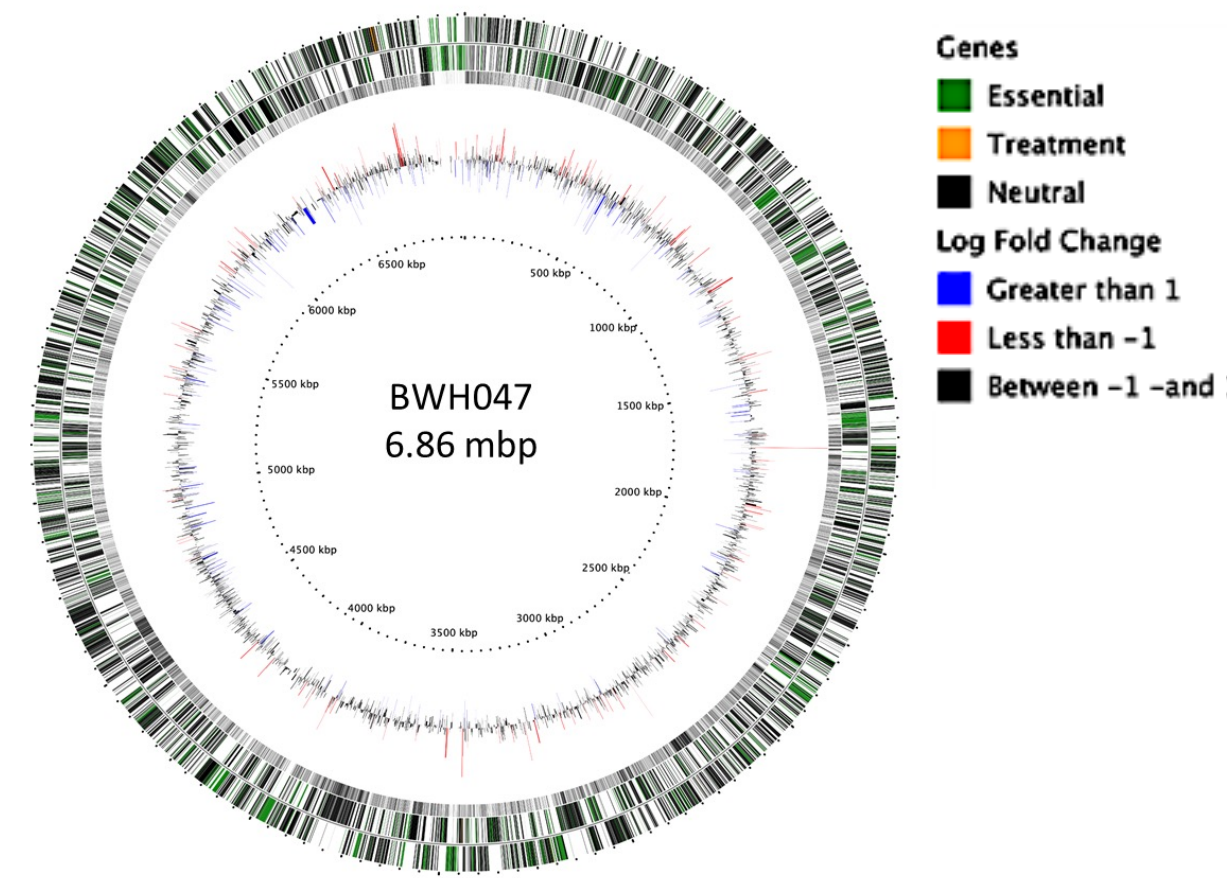 Genes
Essential
Treatment
Neutral
Log Fold Change
Greater than 1
Less than -1
Between -1 -and
BWH047
6.86 mbp
500 kbp
1000 kbp
1500 kbp
2000 kbp
2500 kbp
3000 kbp
3500 kbp
4000 kbp
4500 kbp
5000 kbp
5500 kbp
6000 kbp
6500 kbp